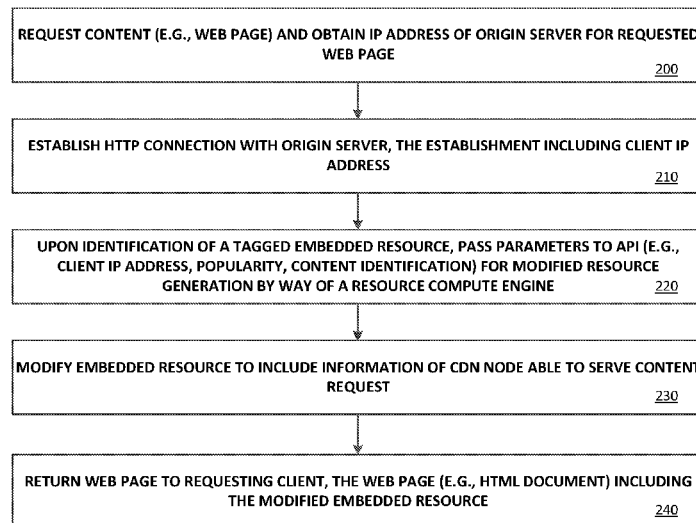 REQUEST CONTENT (E.G., WEB PAGE) AND OBTAIN IP ADDRESS OF ORIGIN SERVER FOR REQUESTED
WEB PAGE
200
ESTABLISH HTTP CONNECTION WITH ORIGIN SERVER, THE ESTABLISHMENT INCLUDING CLIENT IP
ADDRESS
210
UPON IDENTIFICATION OF A TAGGED EMBEDDED RESOURCE, PASS PARAMETERS TO API (E.G.,
CLIENT IP ADDRESS, POPULARITY, CONTENT IDENTIFICATION) FOR MODIFIED RESOURCE
GENERATION BY WAY OF A RESOURCE COMPUTE ENGINE
220
MODIFY EMBEDDED RESOURCE TO INCLUDE INFORMATION OF CDN NODE ABLE TO SERVE CONTENT
REQUEST
230
RETURN WEB PAGE TO REQUESTING CLIENT, THE WEB PAGE (E.G., HTML DOCUMENT) INCLUDING
THE MODIFIED EMBEDDED RESOURCE
240